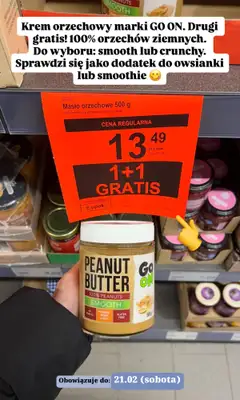 Krem orzechowy marki GO ON. Drugi
gratis! 100% orzechów ziemnych.
Do wyboru: smooth lub crunchy.
Sprawdzi się jako dodatek do owsianki
lub smoothie 😋
Masło orzechowe 500 g
CENA REGULARNA
13 49
1+1
GRATIS
PEANUT
BUTTER
100% PEANUTS
SMOOTH
GO
ON
Obowiązuje do: 21.02 (sobota)